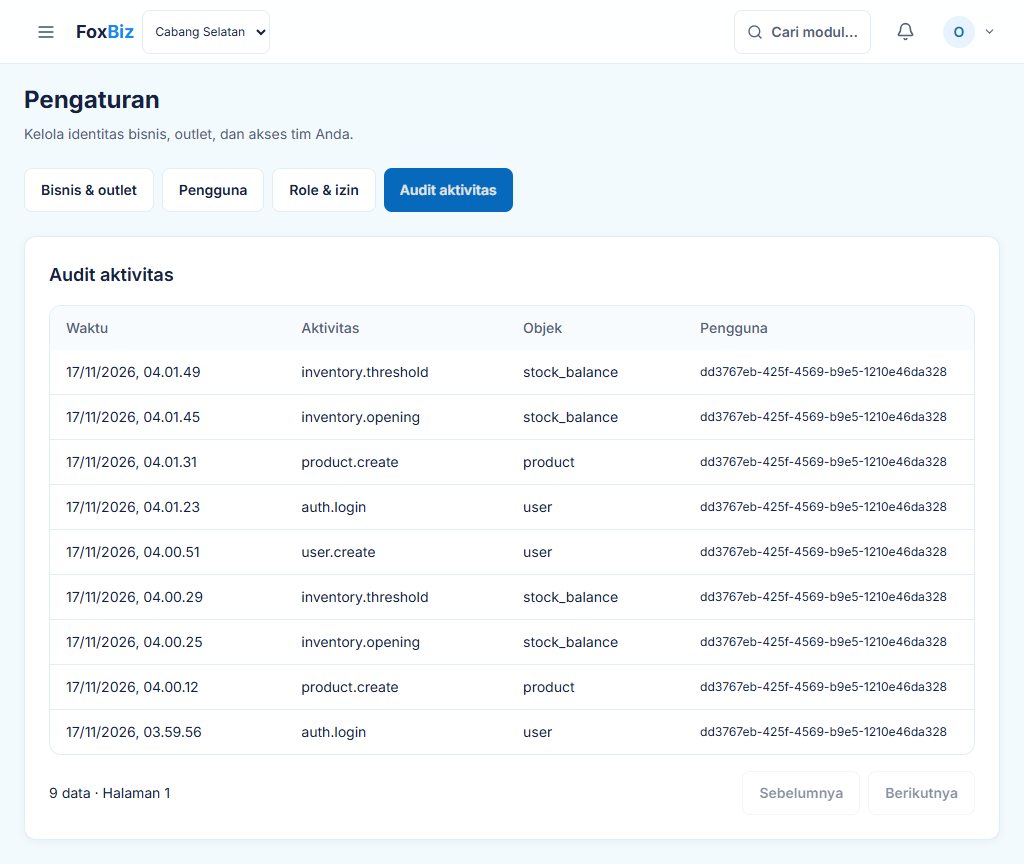 FoxBiz Cabang Selatan Cari modul... O
Pengaturan
Kelola identitas bisnis, outlet, dan akses tim Anda.
Bisnis & outlet Pengguna Role & izin Audit aktivitas
Audit aktivitas
Waktu Aktivitas Objek Pengguna
17/11/2026, 04.01.49 inventory.threshold stock_balance dd3767eb-425f-4569-b9e5-1210e46da328
17/11/2026, 04.01.45 inventory.opening stock_balance dd3767eb-425f-4569-b9e5-1210e46da328
17/11/2026, 04.01.31 product.create product dd3767eb-425f-4569-b9e5-1210e46da328
17/11/2026, 04.01.23 auth.login user dd3767eb-425f-4569-b9e5-1210e46da328
17/11/2026, 04.00.51 user.create user dd3767eb-425f-4569-b9e5-1210e46da328
17/11/2026, 04.00.29 inventory.threshold stock_balance dd3767eb-425f-4569-b9e5-1210e46da328
17/11/2026, 04.00.25 inventory.opening stock_balance dd3767eb-425f-4569-b9e5-1210e46da328
17/11/2026, 04.00.12 product.create product dd3767eb-425f-4569-b9e5-1210e46da328
17/11/2026, 03.59.56 auth.login user dd3767eb-425f-4569-b9e5-1210e46da328
9 data · Halaman 1 Sebelumnya Berikutnya